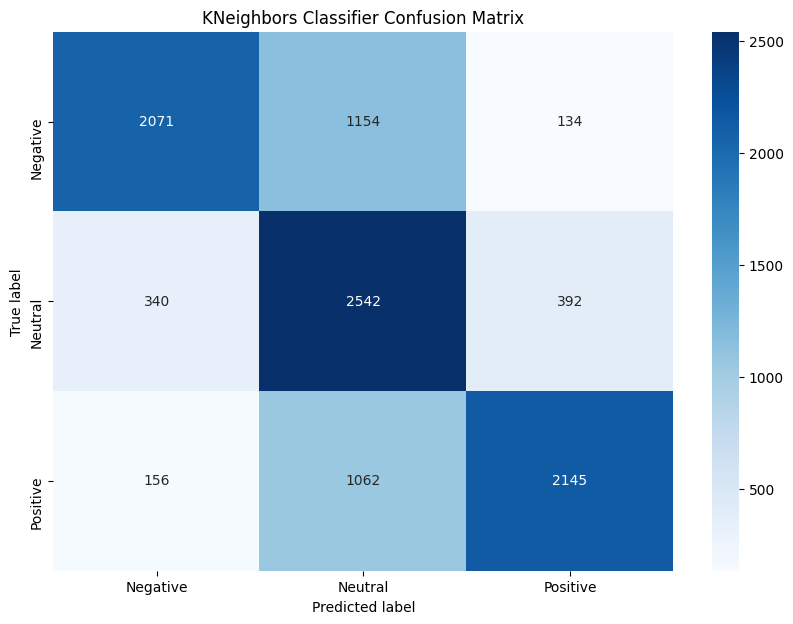 KNeighbors Classifier Confusion Matrix
2071 1154 134
340 2542 392
156 1062 2145
Negative
Neutral
Positive
True label
Negative Neutral Positive
Predicted label
2500
2000
1500
1000
500